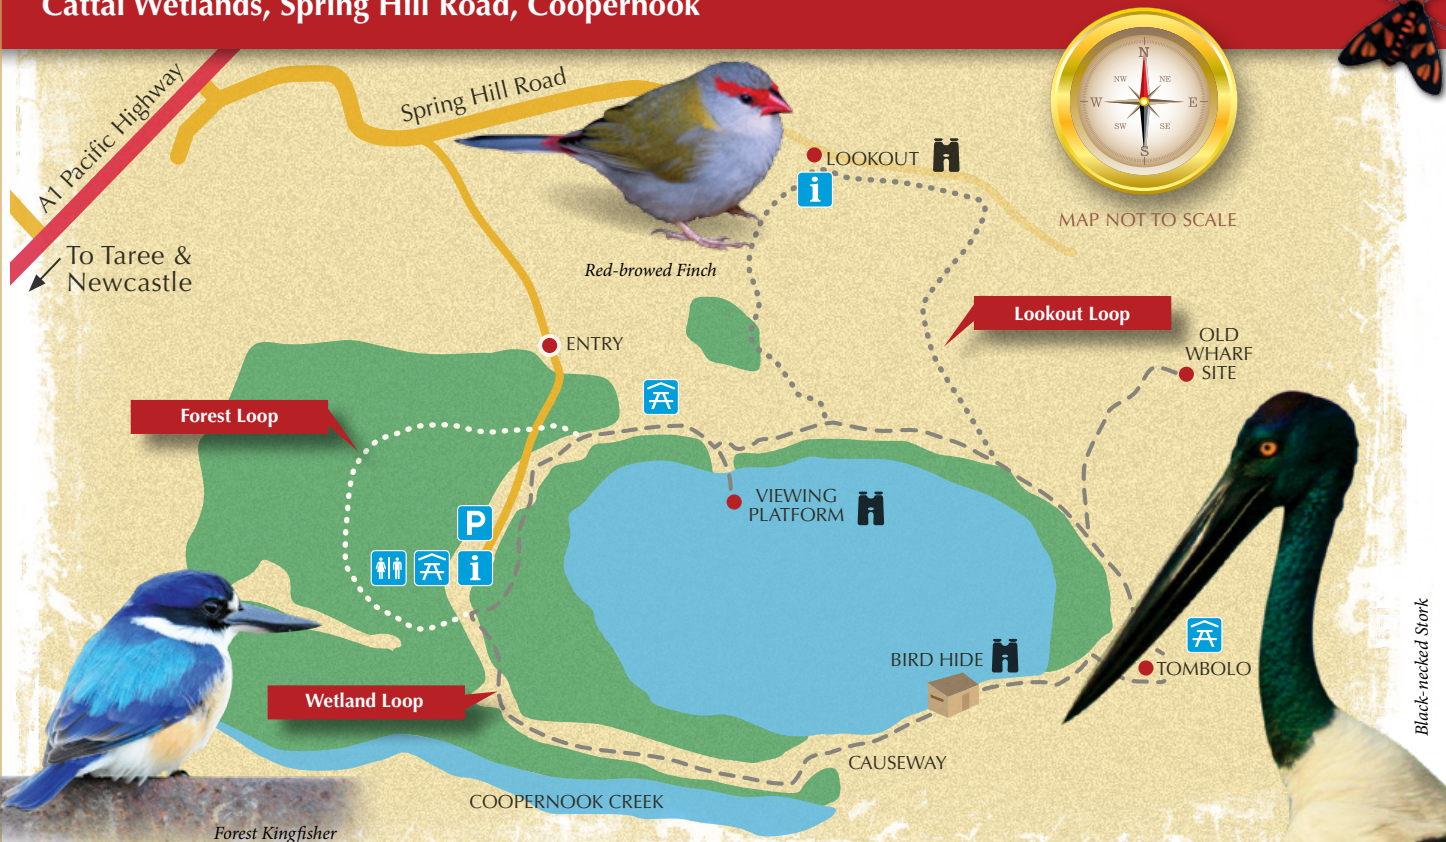 Cattai Wetlands, Spring Hill Road, Coopernook
N
NW
NE
W
E
SW
SE
S
MAP NOT TO SCALE
A1 Pacific Highway
Spring Hill Road
To Taree &
Newcastle
LOOKOUT
i
Red-browed Finch
Lookout Loop
OLD
WHARF
SITE
ENTRY
Forest Loop
VIEWING
PLATFORM
P
i
BIRD HIDE
TOMBOLO
Wetland Loop
CAUSEWAY
COOPERNOOK CREEK
Forest Kingfisher
Black-necked Stork